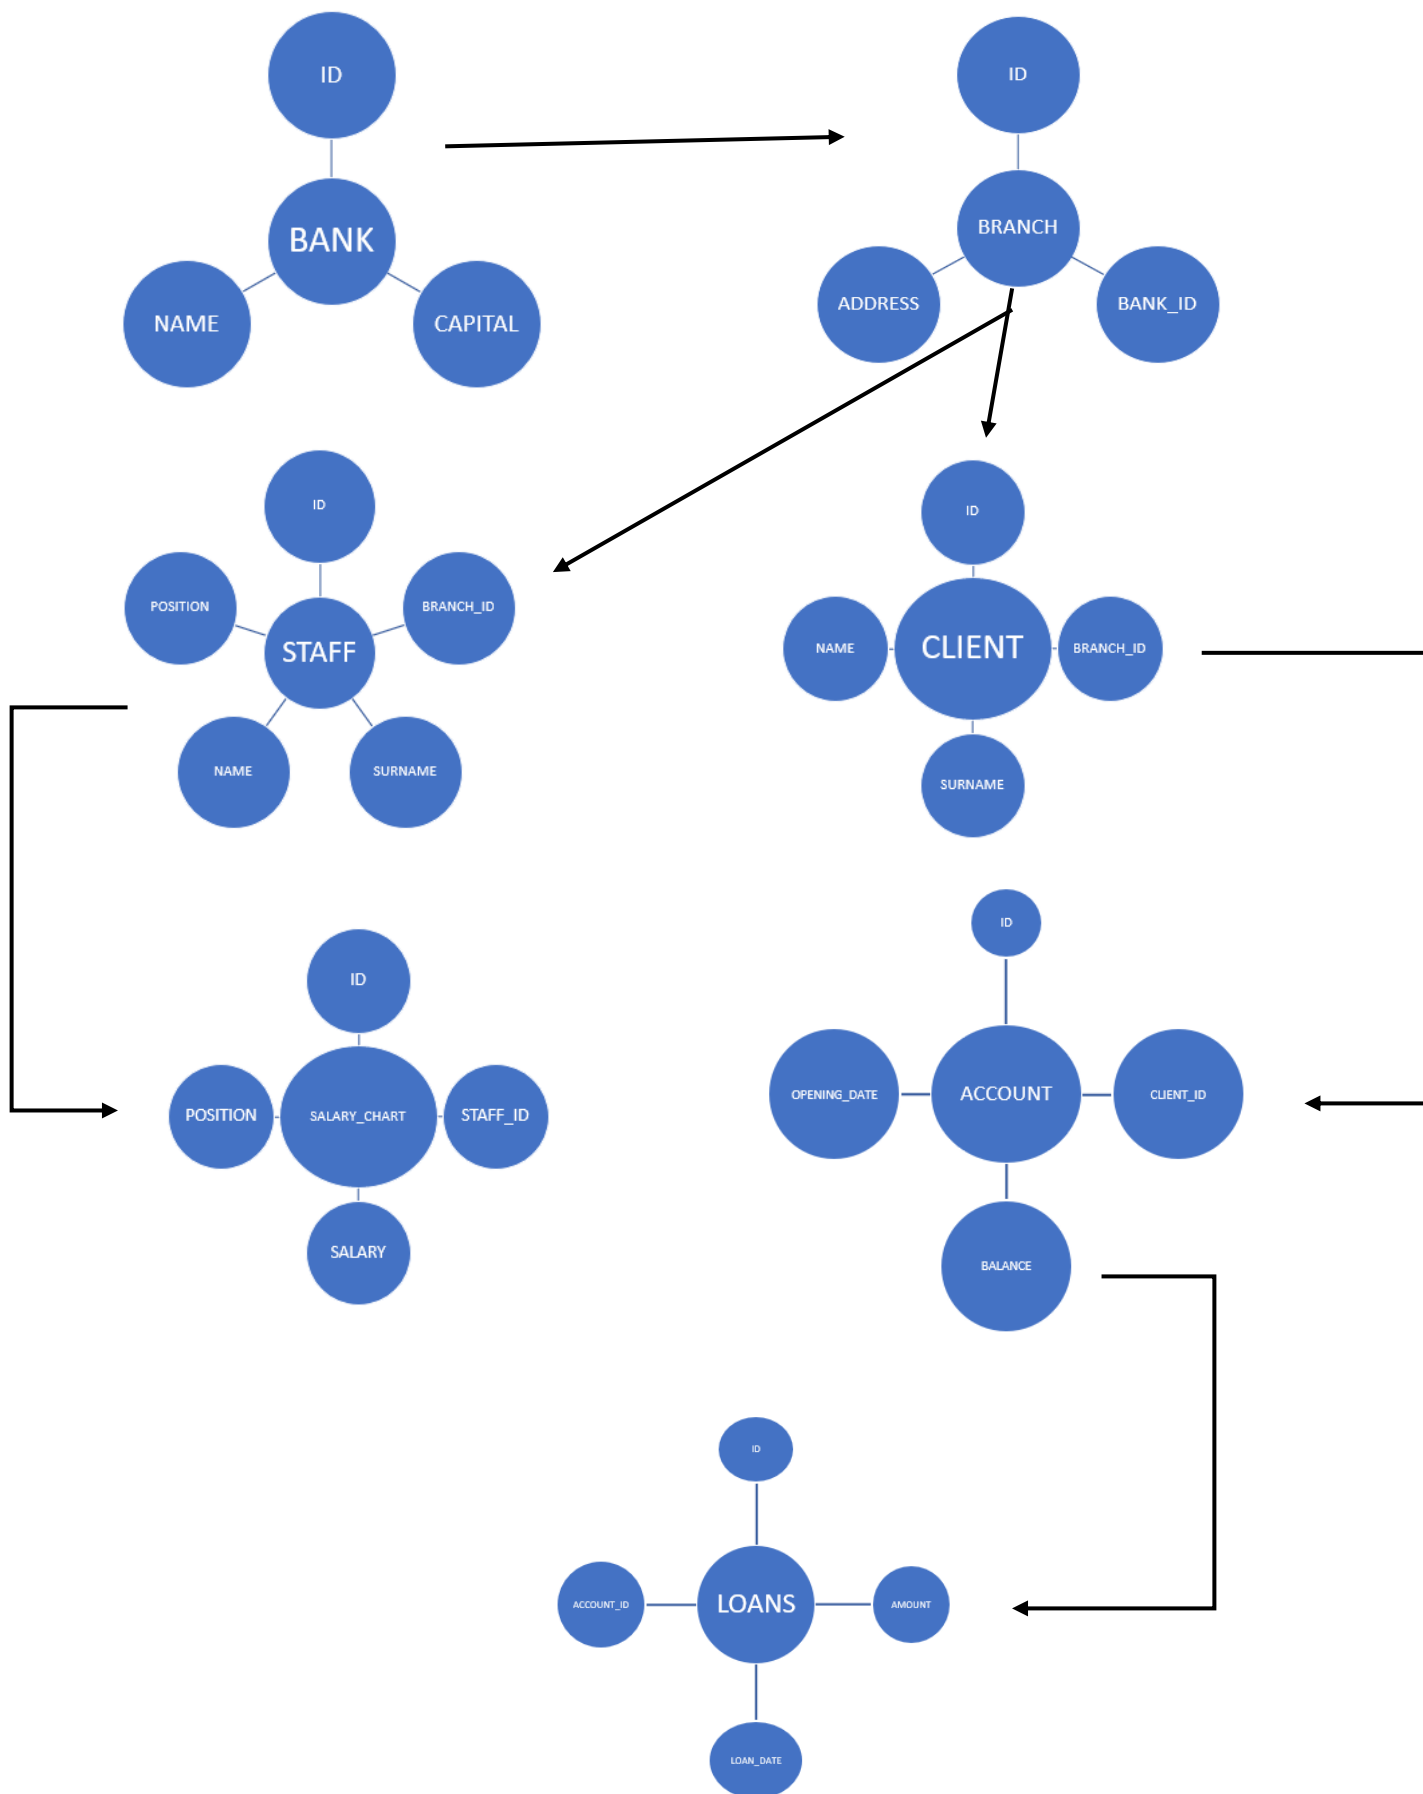 ID
BANK
NAME
CAPITAL
ID
BRANCH
ADDRESS
BANK_ID
ID
POSITION
BRANCH_ID
STAFF
NAME
SURNAME
ID
NAME
CLIENT
BRANCH_ID
SURNAME
ID
POSITION
SALARY_CHART
STAFF_ID
SALARY
ID
OPENING_DATE
ACCOUNT
CLIENT_ID
BALANCE
ID
ACCOUNT_ID
LOANS
AMOUNT
LOAN_DATE